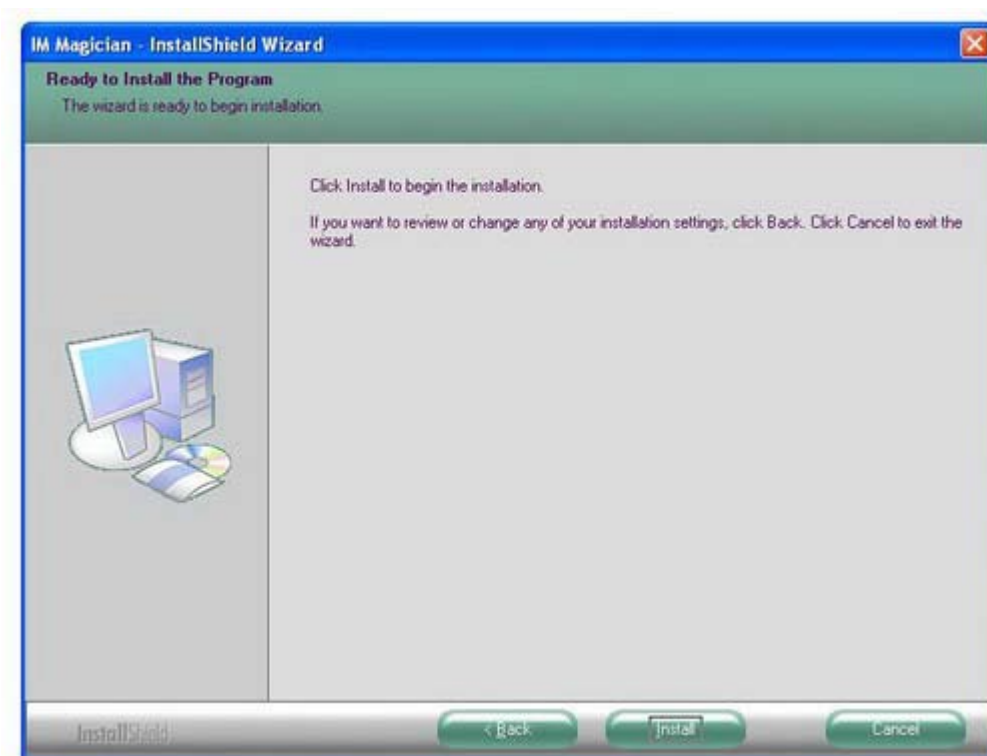 IM Magician - InstallShield Wizard
Ready to Install the Program
The wizard is ready to begin installation.
Click Install to begin the installation.
If you want to review or change any of your installation settings, click Back. Click Cancel to exit the
wizard.
InstallShield
< Back
Install
Cancel